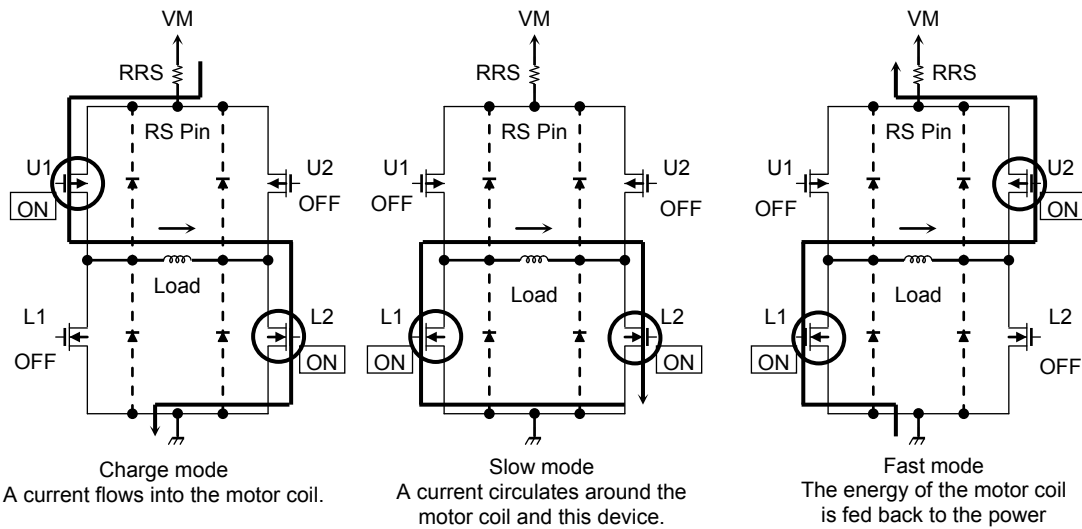 VM
RRS
RS Pin
U1
ON
U2
OFF
Load
L1
OFF
L2
ON
Charge mode
A current flows into the motor coil.
VM
RRS
RS Pin
U1
OFF
U2
OFF
Load
L1
ON
L2
ON
Slow mode
A current circulates around the
motor coil and this device.
VM
RRS
RS Pin
U1
OFF
U2
ON
Load
L1
ON
L2
OFF
Fast mode
The energy of the motor coil
is fed back to the power